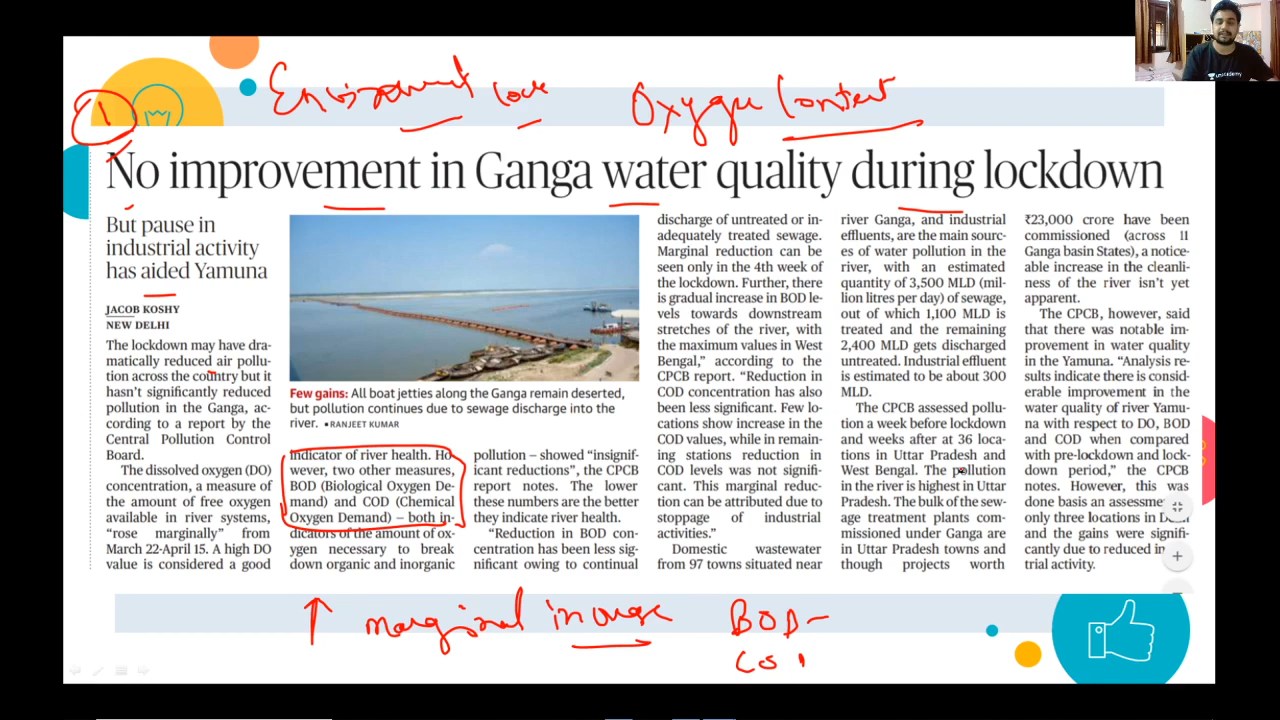 1
Environment
Oxygen Content
No improvement in Ganga water quality during lockdown
But pause in
industrial activity
has aided Yamuna
JACOB KOSHY
NEW DELHI
The lockdown may have dra-
matically reduced air pollu-
tion across the country but it
hasn't significantly reduced
pollution in the Ganga, ac-
cording to a report by the
Central Pollution Control
Board.
The dissolved oxygen (DO)
concentration, a measure of
the amount of free oxygen
available in river systems,
"rose marginally" from
March 22-April 15. A high DO
value is considered a good
Few gains: All boat jetties along the Ganga remain deserted,
but pollution continues due to sewage discharge into the
river. ▪RANJEET KUMAR
indicator of river health. Ho
wever, two other measures,
BOD (Biological Oxygen De-
mand) and COD (Chemical
Oxygen Demand) – both in-
dicators of the amount of ox-
ygen necessary to break
down organic and inorganic
pollution – showed "insignif-
icant reductions", the CPCB
report notes. The lower
these numbers are the better
they indicate river health.
"Reduction in BOD con-
centration has been less sig-
nificant owing to continual
discharge of untreated or in-
adequately treated sewage.
Marginal reduction can be
seen only in the 4th week of
the lockdown. Further, there
is gradual increase in BOD le-
vels towards downstream
stretches of the river, with
the maximum values in West
Bengal," according to the
CPCB report. "Reduction in
COD concentration has also
been less significant. Few lo-
cations show increase in the
COD values, while in remain-
ing stations reduction in
COD levels was not signifi-
cant. This marginal reduc-
tion can be attributed due to
stoppage of industrial
activities."
Domestic wastewater
from 97 towns situated near
river Ganga, and industrial
effluents, are the main sourc-
es of water pollution in the
river, with an estimated
quantity of 3,500 MLD (mil-
lion litres per day) of sewage,
out of which 1,100 MLD is
treated and the remaining
2,400 MLD gets discharged
untreated. Industrial effluent
is estimated to be about 300
MLD.
The CPCB assessed pollu-
tion a week before lockdown
and weeks after at 36 loca-
tions in Uttar Pradesh and
West Bengal. The pollution
in the river is highest in Uttar
Pradesh. The bulk of the sew-
age treatment plants com-
missioned under Ganga are
in Uttar Pradesh towns and
though projects worth
₹23,000 crore have been
commissioned (across 11
Ganga basin States), a notice-
able increase in the cleanli-
ness of the river isn't yet
apparent.
The CPCB, however, said
that there was notable im-
provement in water quality
in the Yamuna. "Analysis re-
sults indicate there is consid-
erable improvement in the
water quality of river Yamu-
na with respect to DO, BOD
and COD when compared
with pre-lockdown and lock-
down period," the CPCB
notes. However, this was
done basis an assessme
only three locations in D
and the gains were signifi-
cantly due to reduced in
trial activity.
↑ marginal increase BOD-
unacademy